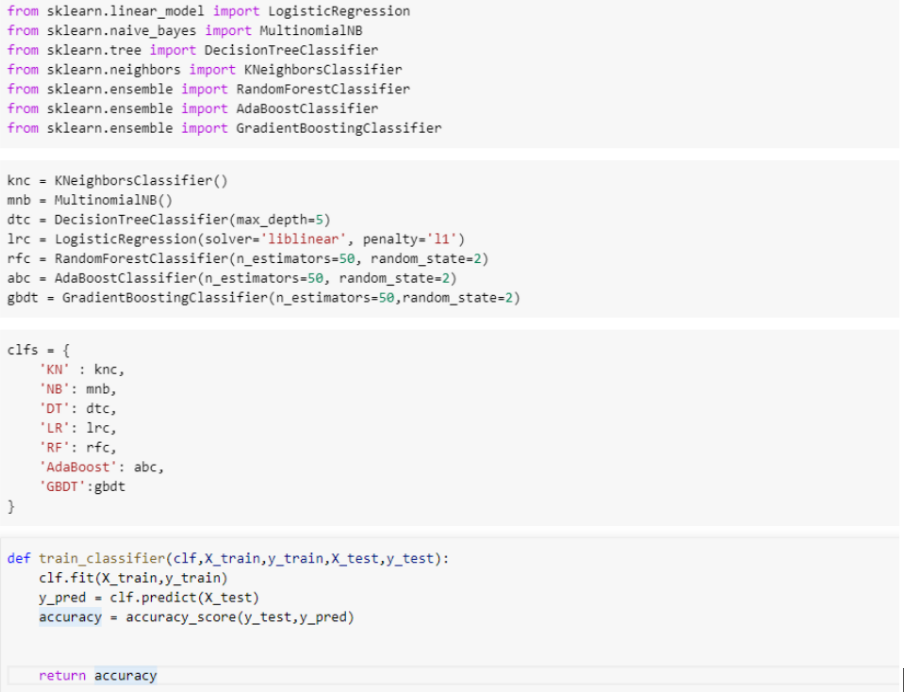 from sklearn.linear_model import LogisticRegression
from sklearn.naive_bayes import MultinomialNB
from sklearn.tree import DecisionTreeClassifier
from sklearn.neighbors import KNeighborsClassifier
from sklearn.ensemble import RandomForestClassifier
from sklearn.ensemble import AdaBoostClassifier
from sklearn.ensemble import GradientBoostingClassifier
knc = KNeighborsClassifier()
mnb = MultinomialNB()
dtc = DecisionTreeClassifier(max_depth=5)
lrc = LogisticRegression(solver='liblinear', penalty='l1')
rfc = RandomForestClassifier(n_estimators=50, random_state=2)
abc = AdaBoostClassifier(n_estimators=50, random_state=2)
gbdt = GradientBoostingClassifier(n_estimators=50,random_state=2)
clfs = {
    'KN' : knc,
    'NB': mnb,
    'DT': dtc,
    'LR': lrc,
    'RF': rfc,
    'AdaBoost': abc,
    'GBDT':gbdt
}
def train_classifier(clf,X_train,y_train,X_test,y_test):
    clf.fit(X_train,y_train)
    y_pred = clf.predict(X_test)
    accuracy = accuracy_score(y_test,y_pred)
    return accuracy